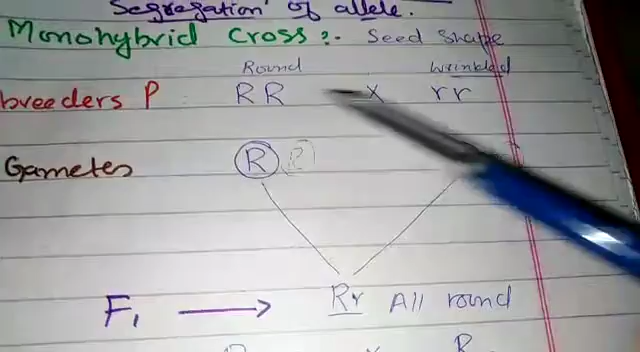 Segregation of allele.
Monohybrid Cross :- Seed Shape
Round Wrinkled
breeders P RR x rr
Gametes R R
F1 → Rr All round
x R